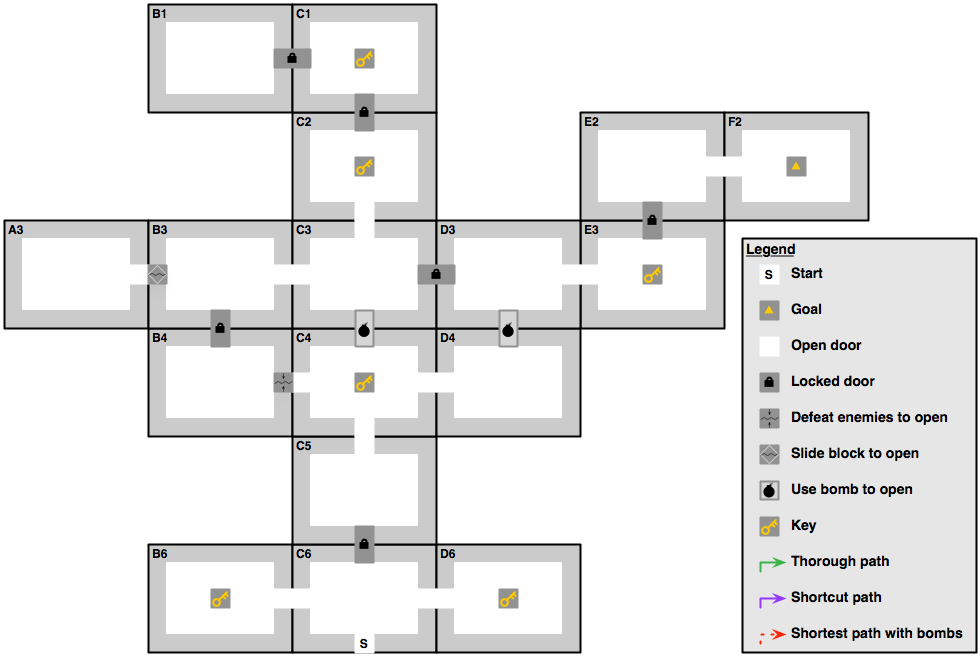 B1
C1
C2
E2
F2
A3
B3
C3
D3
E3
B4
C4
D4
C5
B6
C6
D6
S
Legend
S Start
Goal
Open door
Locked door
Defeat enemies to open
Slide block to open
Use bomb to open
Key
Thorough path
Shortcut path
Shortest path with bombs